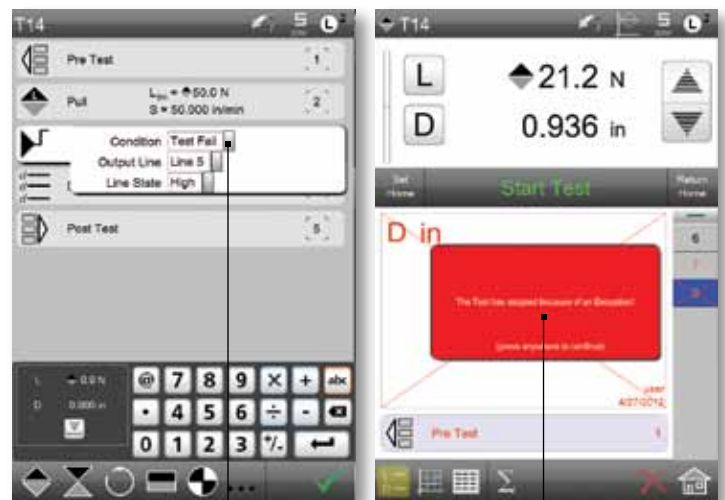 T14
Pre Test
1
Pull
= 50.0 N
S = 50.000 in/min
2
Condition Test Fail
Output Line Line 5
Line State High
Post Test
5
L 0.0 N
D 0.000 in
@ 7 8 9 × + abc
. 4 5 6 ÷ -
0 1 2 3 +/-
...
T14
L 21.2 N
D 0.936 in
Set Home
Start Test
Return Home
D in
6
7
The Test has stopped because of an Exception!
(press anywhere to continue)
user
4/27/2012
Pre Test
1
Σ